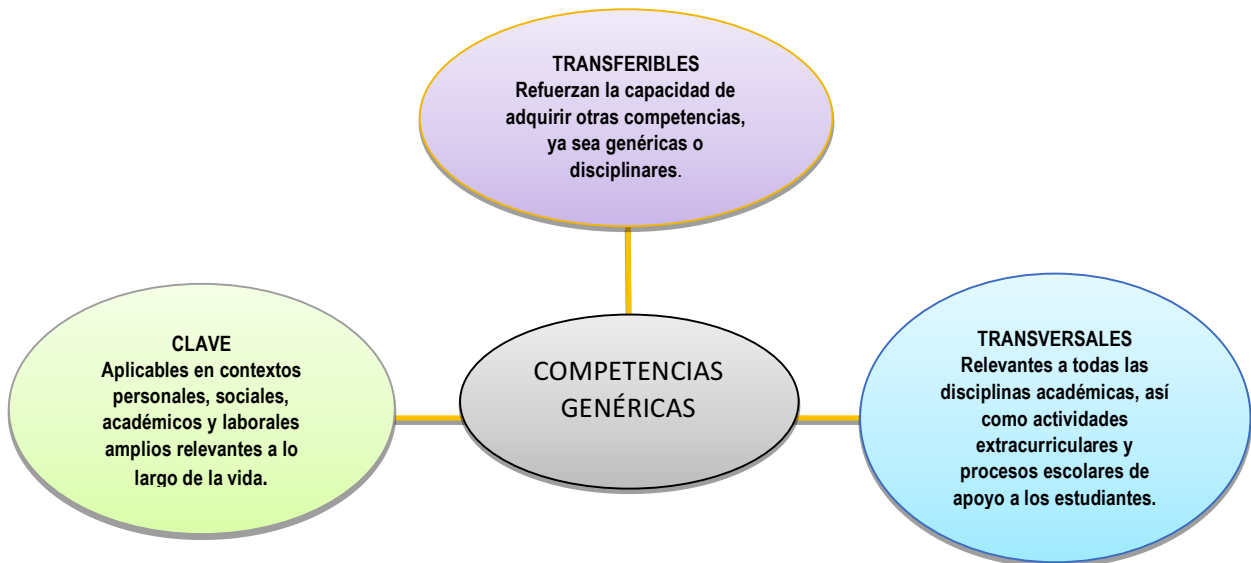 TRANSFERIBLES
Refuerzan la capacidad de
adquirir otras competencias,
ya sea genéricas o
disciplinares.
CLAVE
Aplicables en contextos
personales, sociales,
académicos y laborales
amplios relevantes a lo
largo de la vida.
COMPETENCIAS
GENÉRICAS
TRANSVERSALES
Relevantes a todas las
disciplinas académicas, así
como actividades
extracurriculares y
procesos escolares de
apoyo a los estudiantes.